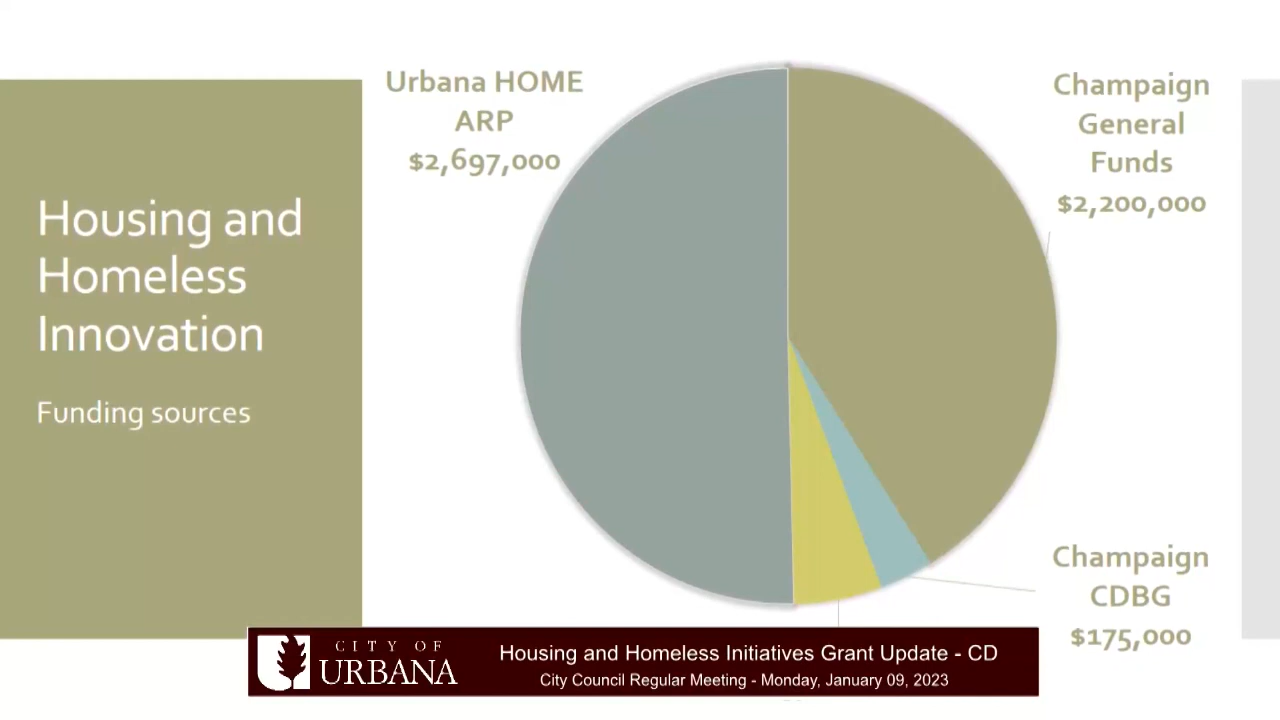 Housing and
Homeless
Innovation
Funding sources
Urbana HOME
ARP
$2,697,000
Champaign
General
Funds
$2,200,000
Champaign
CDBG
$175,000
CITY OF
URBANA
Housing and Homeless Initiatives Grant Update - CD
City Council Regular Meeting - Monday, January 09, 2023